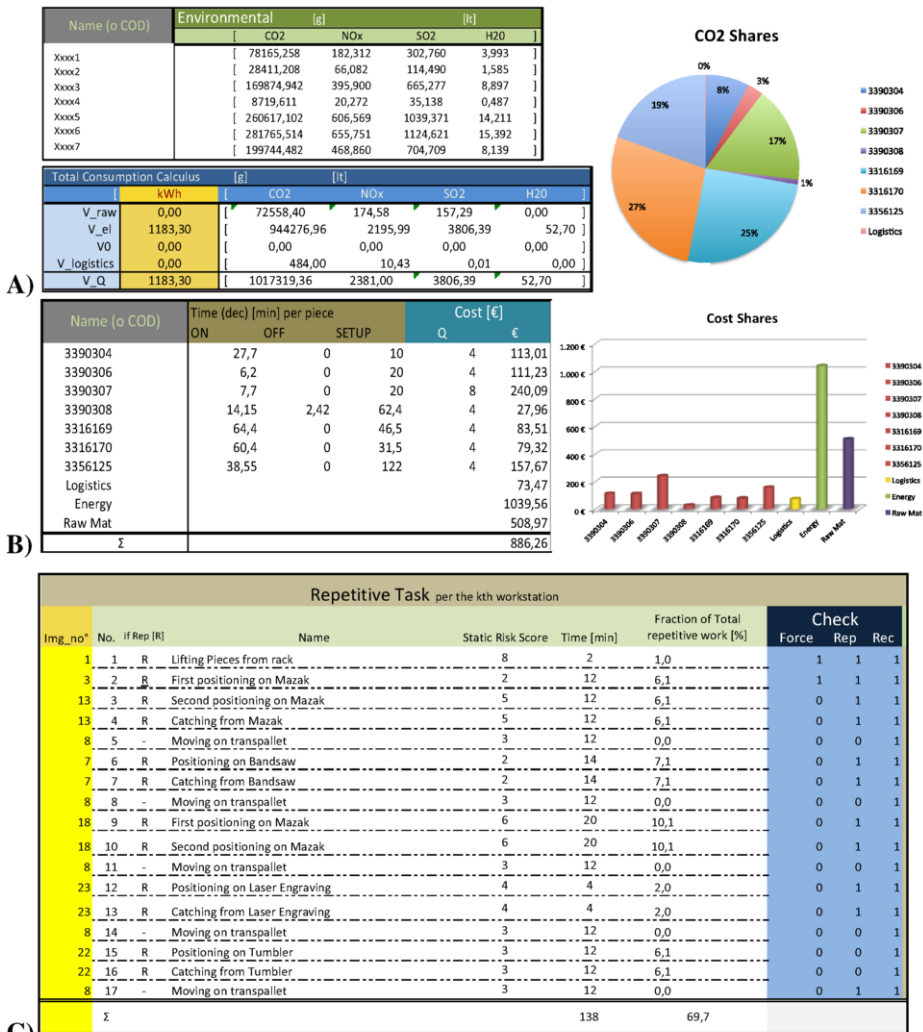 Name (o COD) Environmental [g] [lt]
[ CO2 NOx SO2 H20 ]
Xxxx1 [ 78165,258 182,312 302,760 3,993 ]
Xxxx2 [ 28411,208 66,082 114,490 1,585 ]
Xxxx3 [ 169874,942 395,900 665,277 8,897 ]
Xxxx4 [ 8719,611 20,272 35,138 0,487 ]
Xxxx5 [ 260617,102 606,569 1039,371 14,211 ]
Xxxx6 [ 281765,514 655,751 1124,621 15,392 ]
Xxxx7 [ 199744,482 468,860 704,709 8,139 ]
Total Consumption Calculus [g] [lt]
[ kWh [ CO2 NOx SO2 H20 ]
V_raw 0,00 [ 72558,40 174,58 157,29 0,00 ]
V_el 1183,30 [ 944276,96 2195,99 3806,39 52,70 ]
V0 0,00 [ 0,00 0,00 0,00 0,00 ]
V_logistics 0,00 [ 484,00 10,43 0,01 0,00 ]
V_Q 1183,30 [ 1017319,36 2381,00 3806,39 52,70 ]
A)
CO2 Shares
0%
8%
3%
17%
1%
25%
27%
19%
3390304
3390306
3390307
3390308
3316169
3316170
3356125
Logistics
Name (o COD) Time (dec) [min] per piece Cost [€]
ON OFF SETUP Q €
3390304 27,7 0 10 4 113,01
3390306 6,2 0 20 4 111,23
3390307 7,7 0 20 8 240,09
3390308 14,15 2,42 62,4 4 27,96
3316169 64,4 0 46,5 4 83,51
3316170 60,4 0 31,5 4 79,32
3356125 38,55 0 122 4 157,67
Logistics 73,47
Energy 1039,56
Raw Mat 508,97
Σ 886,26
B)
Cost Shares
1.200 €
1.000 €
800 €
600 €
400 €
200 €
0 €
3390304 3390306 3390307 3390308 3316169 3316170 3356125 Logistics Energy Raw Mat
3390304
3390306
3390307
3390308
3316169
3316170
3356125
Logistics
Energy
Raw Mat
Repetitive Task per the kth workstation
Img_no° No. if Rep [R] Name Static Risk Score Time [min] Fraction of Total repetitive work [%] Check
Force Rep Rec
1 1 R Lifting Pieces from rack 8 2 1,0 1 1 1
3 2 R First positioning on Mazak 2 12 6,1 1 1 1
13 3 R Second positioning on Mazak 5 12 6,1 0 1 1
13 4 R Catching from Mazak 5 12 6,1 0 1 1
8 5 - Moving on transpallet 3 12 0,0 0 0 1
7 6 R Positioning on Bandsaw 2 14 7,1 0 1 1
7 7 R Catching from Bandsaw 2 14 7,1 0 1 1
8 8 - Moving on transpallet 3 12 0,0 0 0 1
18 9 R First positioning on Mazak 6 20 10,1 0 1 1
18 10 R Second positioning on Mazak 6 20 10,1 0 1 1
8 11 - Moving on transpallet 3 12 0,0 0 0 1
23 12 R Positioning on Laser Engraving 4 4 2,0 0 1 1
23 13 R Catching from Laser Engraving 4 4 2,0 0 1 1
8 14 - Moving on transpallet 3 12 0,0 0 0 1
22 15 R Positioning on Tumbler 3 12 6,1 0 0 1
22 16 R Catching from Tumbler 3 12 6,1 0 0 1
8 17 - Moving on transpallet 3 12 0,0 0 1 1
Σ 138 69,7
C)